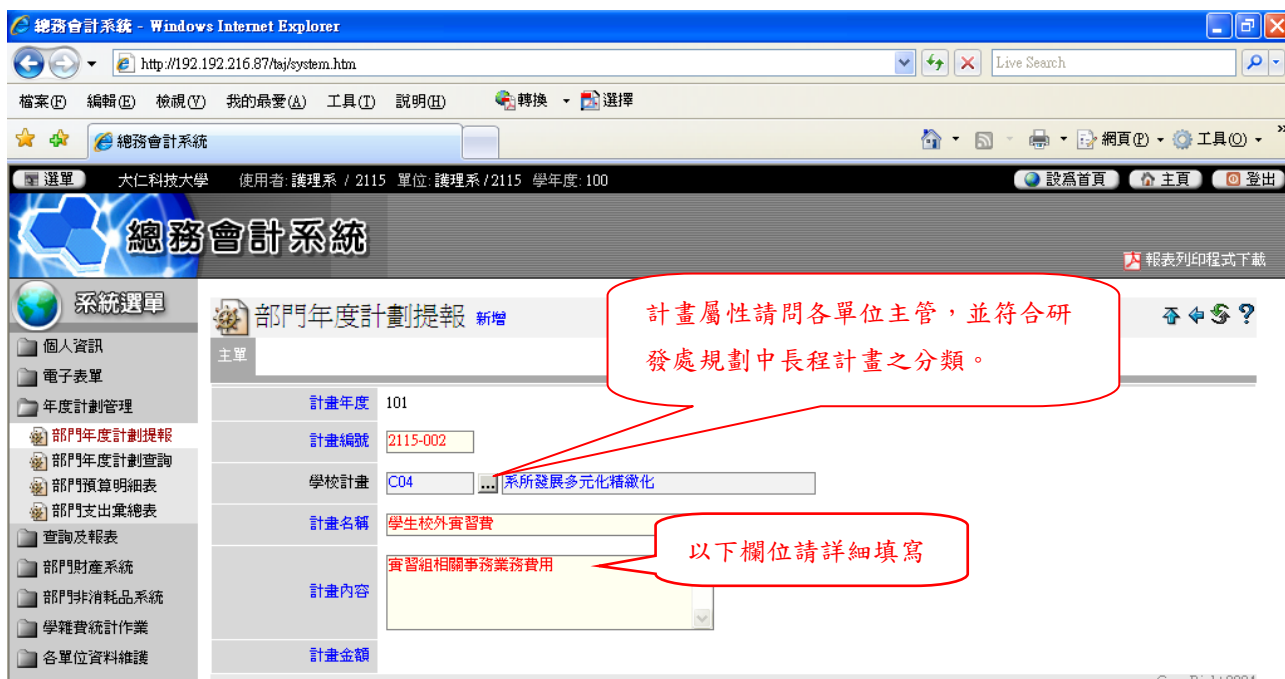 總務會計系統 - Windows Internet Explorer
http://192.192.216.87/taj/system.htm
Live Search
檔案(F) 編輯(E) 檢視(V) 我的最愛(A) 工具(T) 說明(H) 轉換 選擇
總務會計系統
網頁(P) 工具(O) »
選單 大仁科技大學 使用者:護理系 / 2115 單位:護理系 / 2115 學年度:100 設為首頁 主頁 登出
總務會計系統
報表列印程式下載
系統選單
個人資訊
電子表單
年度計劃管理
部門年度計劃提報
部門年度計劃查詢
部門預算明細表
部門支出彙總表
查詢及報表
部門財產系統
部門非消耗品系統
學雜費統計作業
各單位資料維護
部門年度計劃提報 新增
主單
計畫屬性請問各單位主管，並符合研
發處規劃中長程計畫之分類。
計畫年度 101
計畫編號 2115-002
學校計畫 C04 ... 系所發展多元化精緻化
計畫名稱 學生校外實習費
以下欄位請詳細填寫
計畫內容 實習組相關事務業務費用
計畫金額